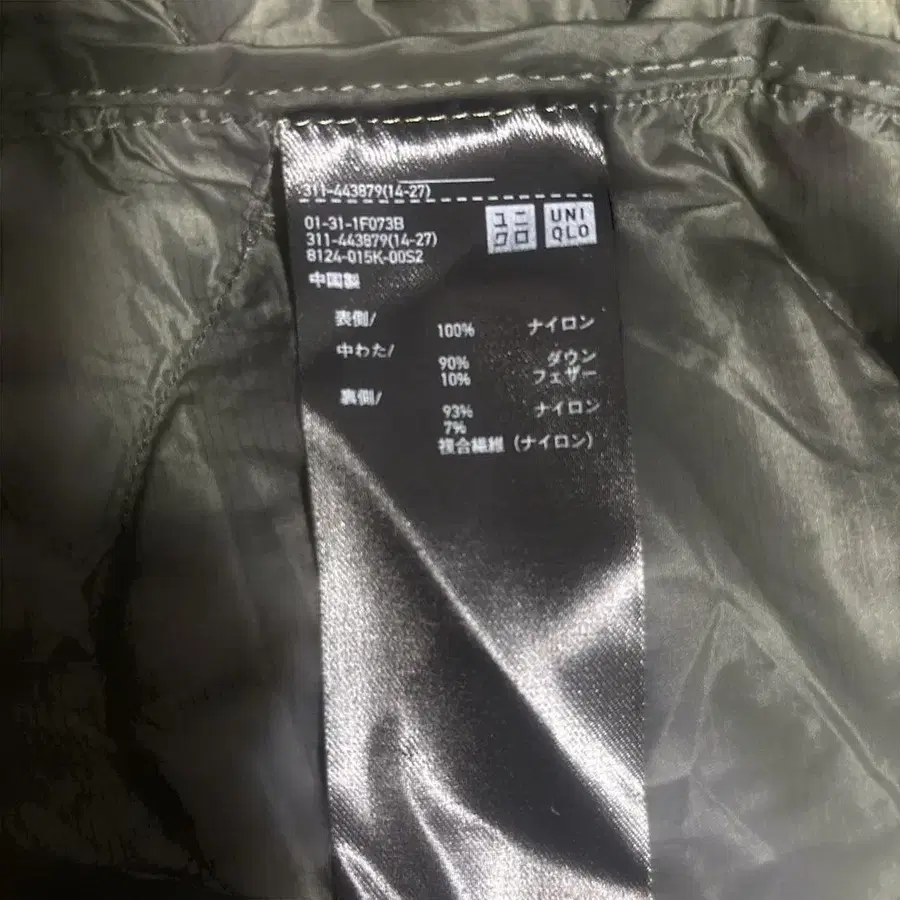 311-443879(14-27)
01-31-1F073B
311-443879(14-27)
8124-015K-00S2
ユニ
クロ
UNI
QLO
中国製
表側/ 100% ナイロン
中わた/ 90% ダウン
10% フェザー
裏側/ 93% ナイロン
7%
複合繊維（ナイロン）